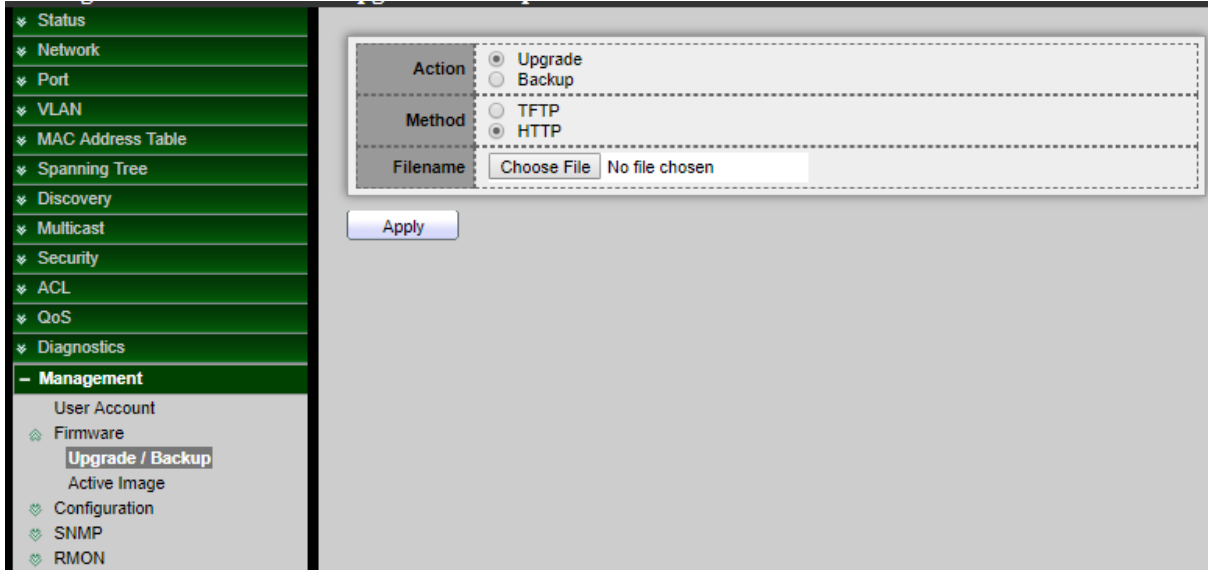 Status
Network
Port
VLAN
MAC Address Table
Spanning Tree
Discovery
Multicast
Security
ACL
QoS
Diagnostics
Management
User Account
Firmware
Upgrade / Backup
Active Image
Configuration
SNMP
RMON
Action
Upgrade
Backup
Method
TFTP
HTTP
Filename
Choose File No file chosen
Apply